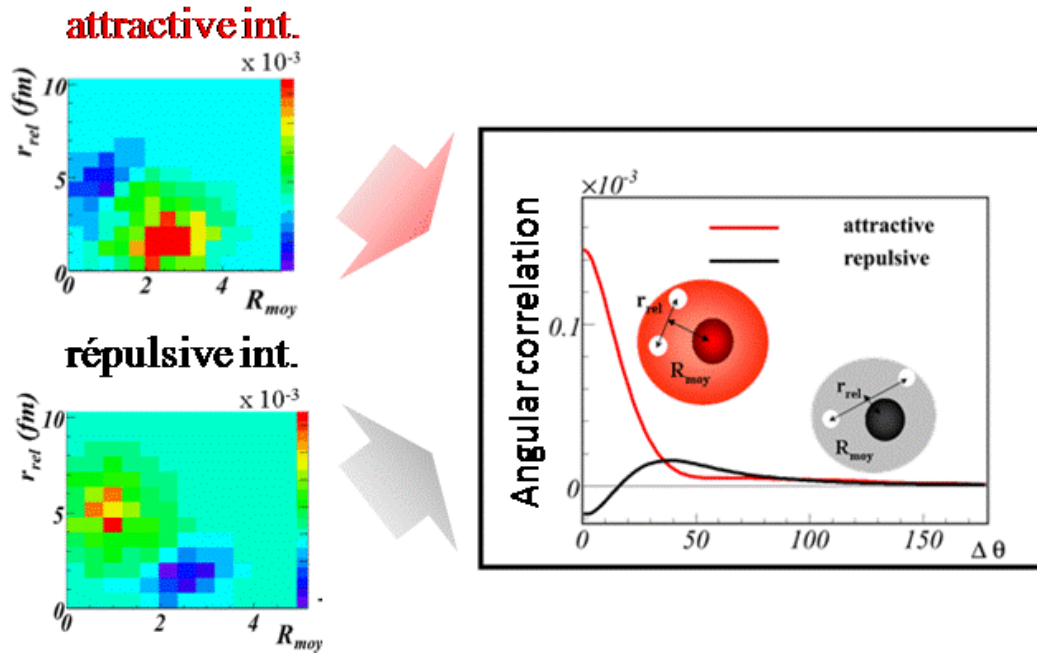 attractive int.
x 10-3
10
r_rel (fm)
5
0
0
2
4
R_moy
répulsive int.
x 10-3
10
r_rel (fm)
5
0
0
2
4
R_moy
×10-3
attractive
repulsive
r_rel
R_moy
r_rel
R_moy
Angular correlation
0.1
0
0
50
100
150
Δ θ